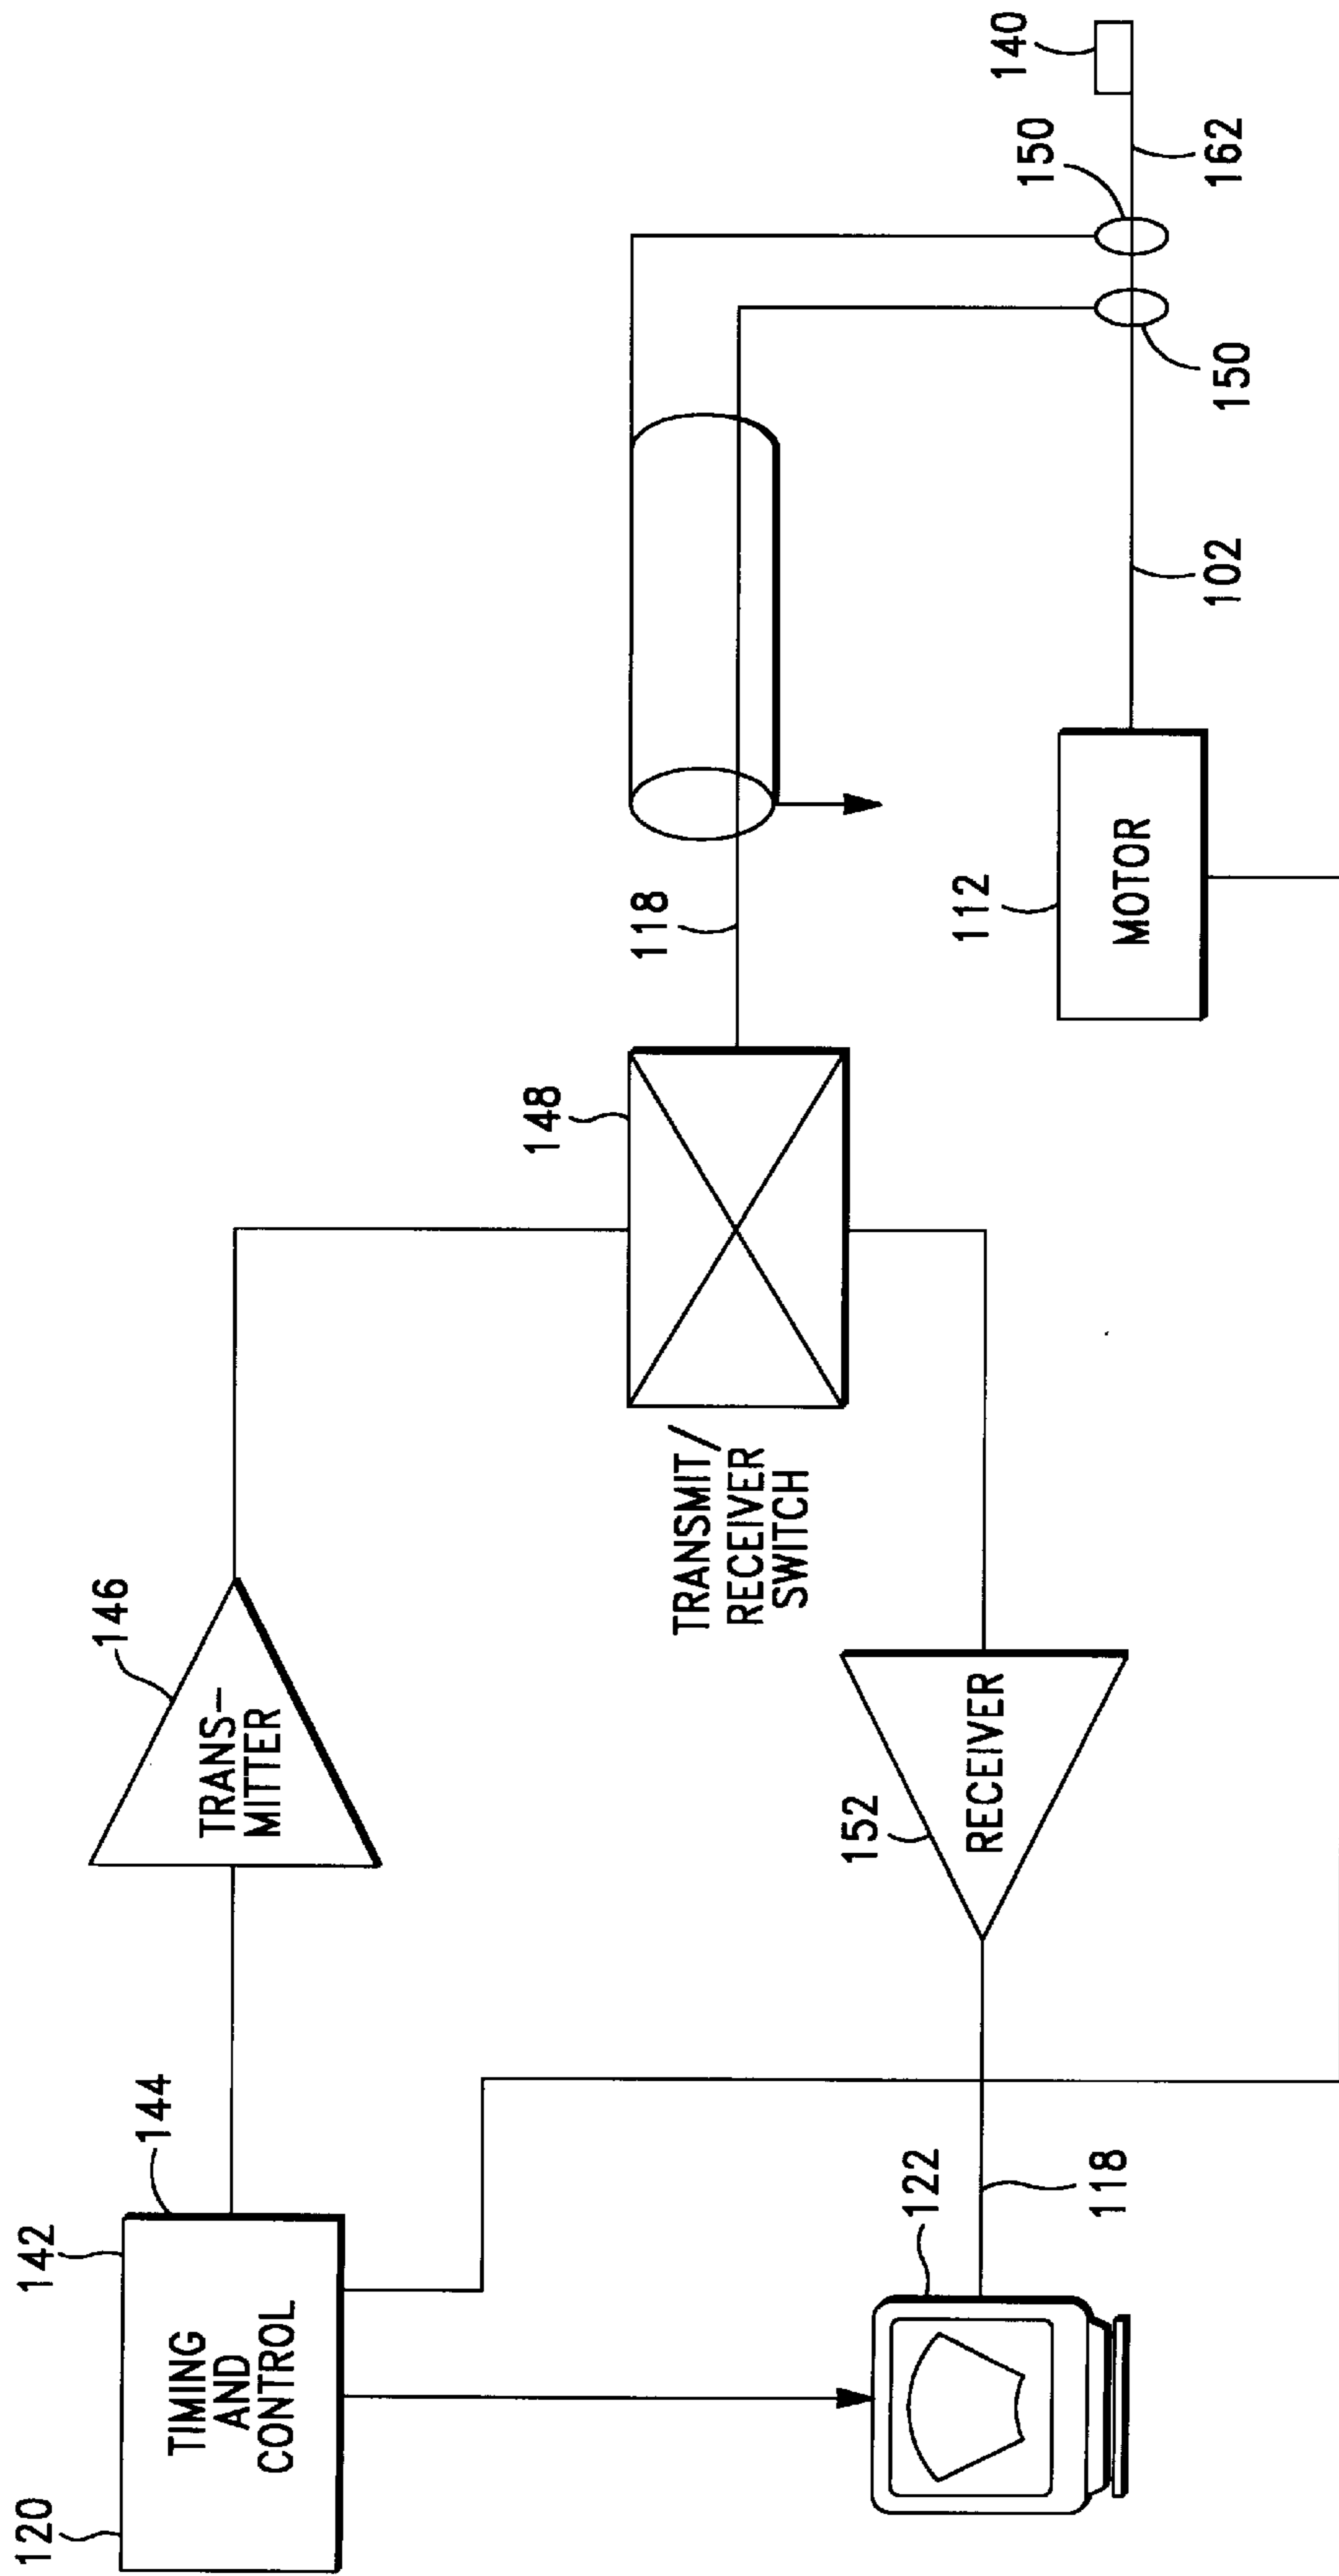 120
142
144
TIMING
AND
CONTROL
146
TRANS-
MITTER
148
TRANSMIT/
RECEIVER
SWITCH
118
122
118
152
RECEIVER
112
MOTOR
102
150
150
162
140